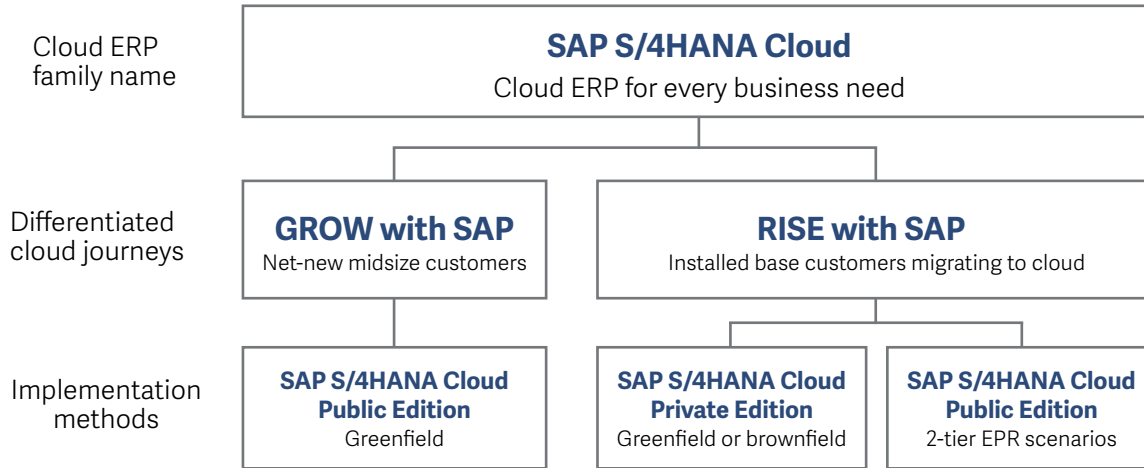 Cloud ERP
family name
SAP S/4HANA Cloud
Cloud ERP for every business need
Differentiated
cloud journeys
GROW with SAP
Net-new midsize customers
RISE with SAP
Installed base customers migrating to cloud
Implementation
methods
SAP S/4HANA Cloud
Public Edition
Greenfield
SAP S/4HANA Cloud
Private Edition
Greenfield or brownfield
SAP S/4HANA Cloud
Public Edition
2-tier EPR scenarios